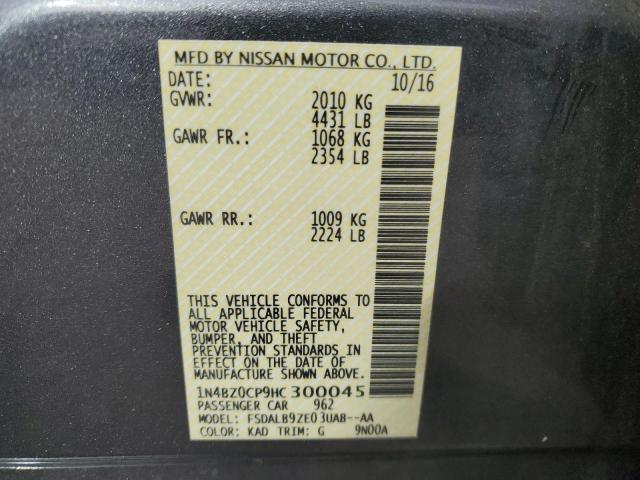 MFD BY NISSAN MOTOR CO., LTD.
DATE: 10/16
GVWR: 2010 KG
4431 LB
GAWR FR.: 1068 KG
2354 LB
GAWR RR.: 1009 KG
2224 LB
THIS VEHICLE CONFORMS TO
ALL APPLICABLE FEDERAL
MOTOR VEHICLE SAFETY,
BUMPER, AND THEFT
PREVENTION STANDARDS IN
EFFECT ON THE DATE OF
MANUFACTURE SHOWN ABOVE.
1N4BZ0CP9HC300045
PASSENGER CAR 962
MODEL: FSDALB9ZE03UAB--AA
COLOR: KAD TRIM: G 9N00A